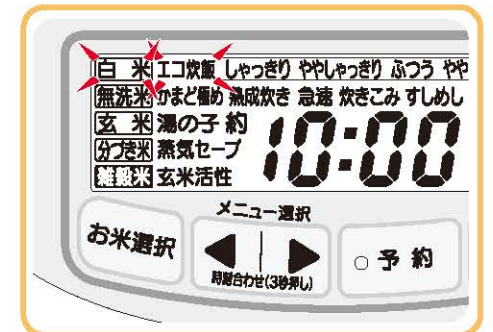 白米 エコ炊飯 しゃっきり ややしゃっきり ふつう やや
無洗米 かまど極め 熟成炊き 急速 炊きこみ すしめし
玄米 湯の子 約 10:00
分づき米 蒸気セーブ
雑穀米 玄米活性
メニュー選択
お米選択
◀ ▶ ○予約
時計合わせ(3秒押し)